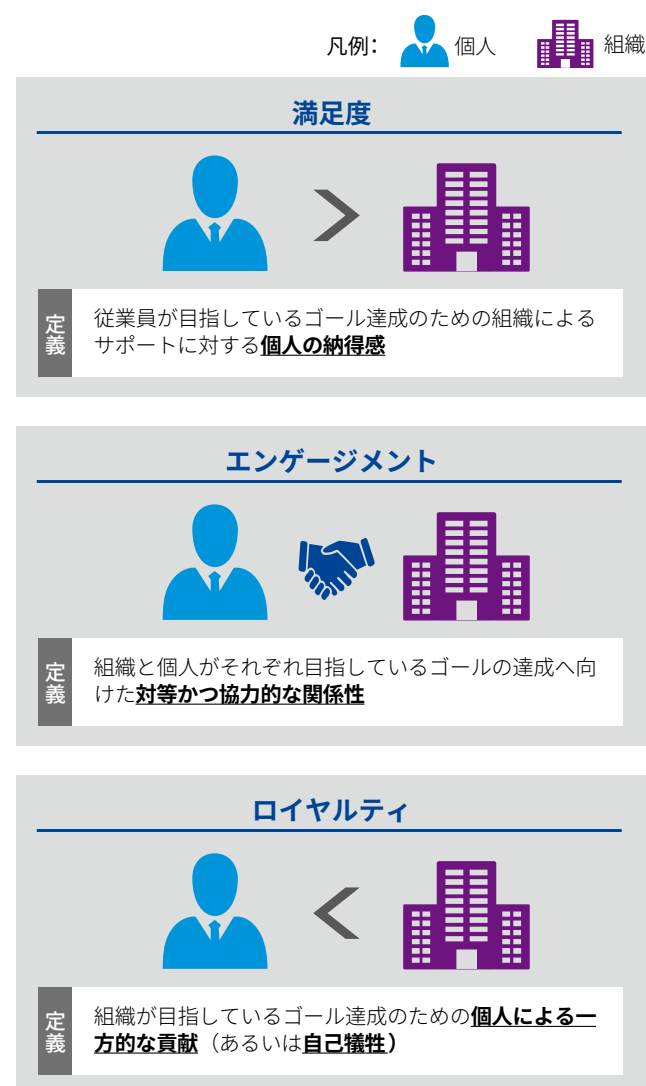 凡例： 個人 組織
満足度
定義
従業員が目指しているゴール達成のための組織による
サポートに対する個人の納得感
エンゲージメント
定義
組織と個人がそれぞれ目指しているゴールの達成へ向
けた対等かつ協力的な関係性
ロイヤルティ
定義
組織が目指しているゴール達成のための個人による一
方的な貢献（あるいは自己犠牲）